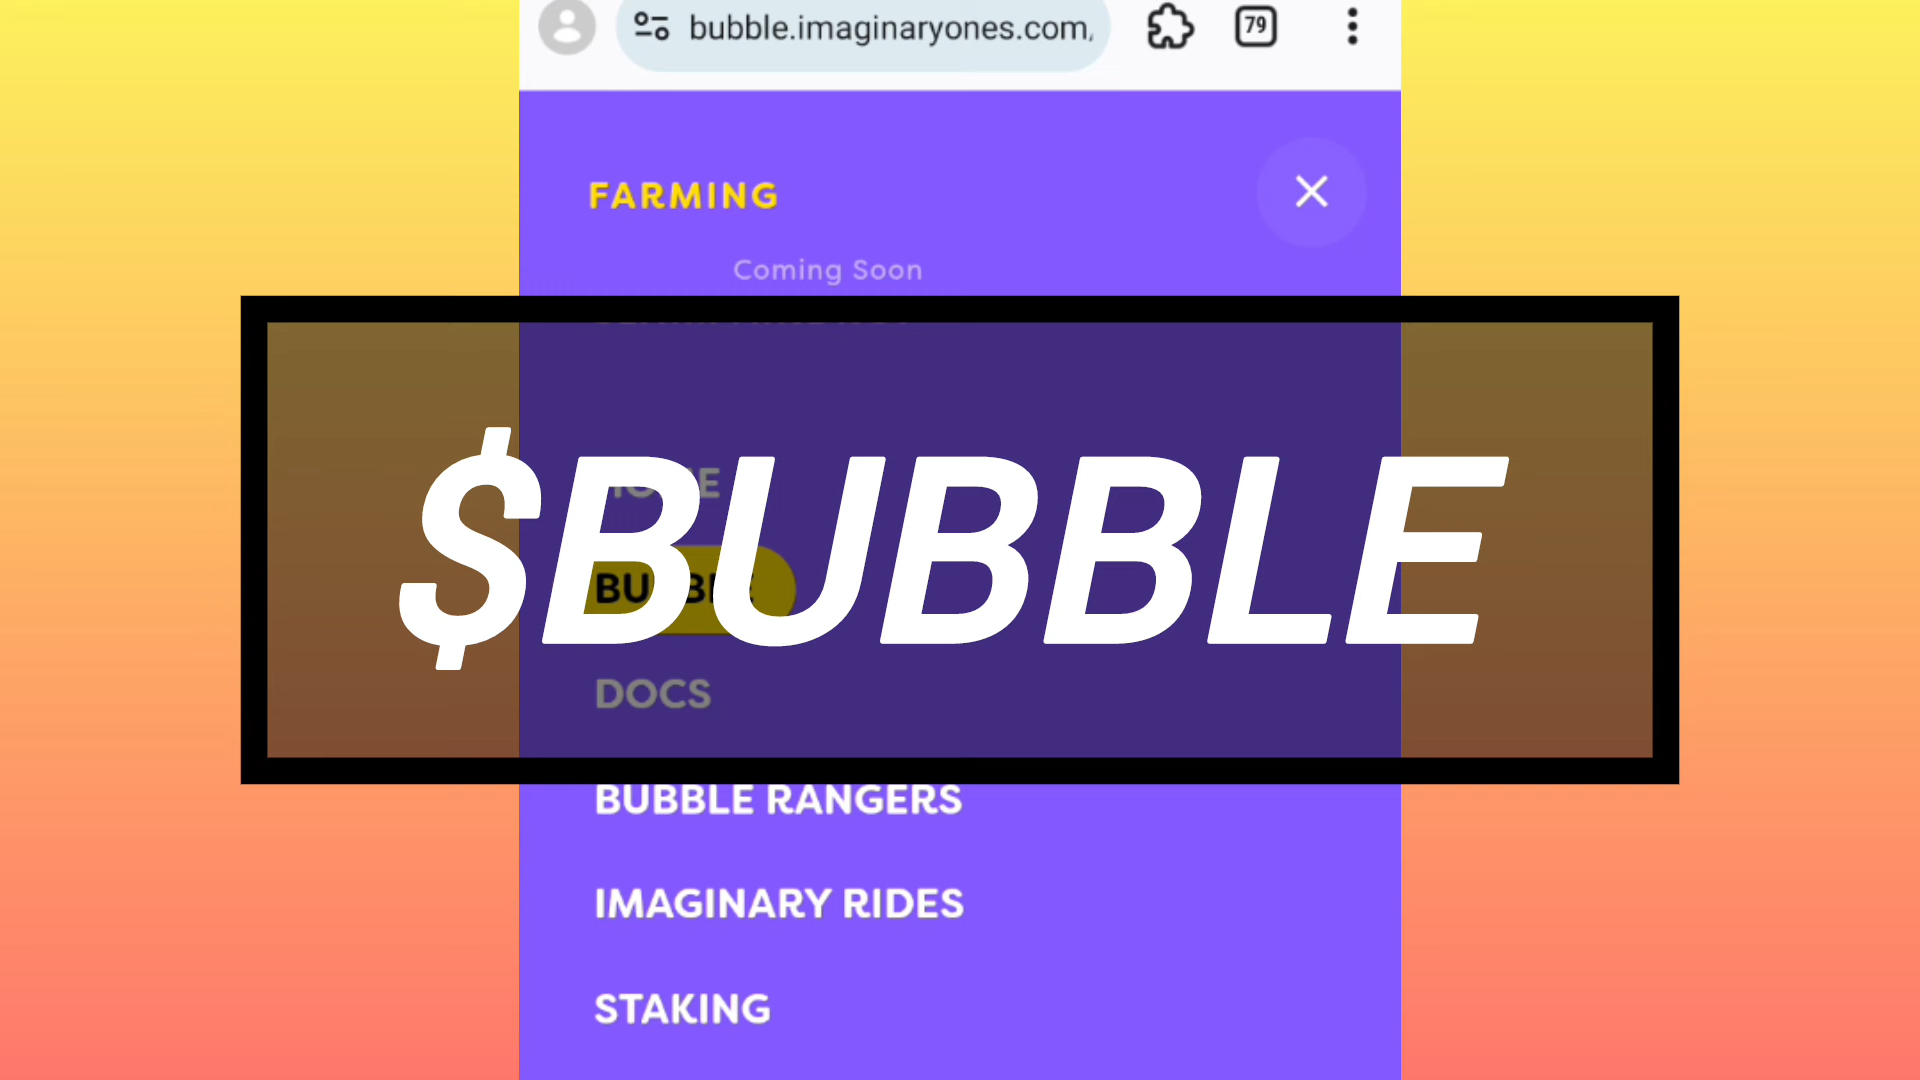 bubble.imaginaryones.com,
79
FARMING
Coming Soon
$BUBBLE
DOCS
BUBBLE RANGERS
IMAGINARY RIDES
STAKING